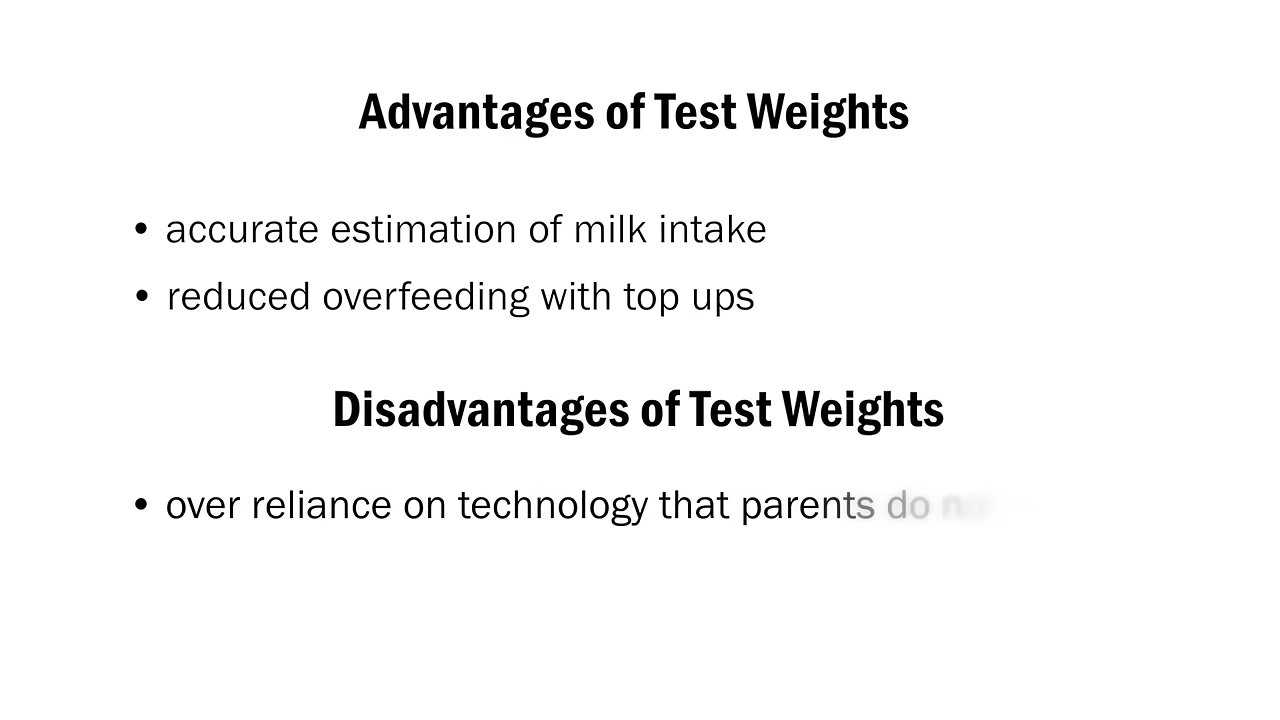 Advantages of Test Weights
• accurate estimation of milk intake
• reduced overfeeding with top ups
Disadvantages of Test Weights
• over reliance on technology that parents do